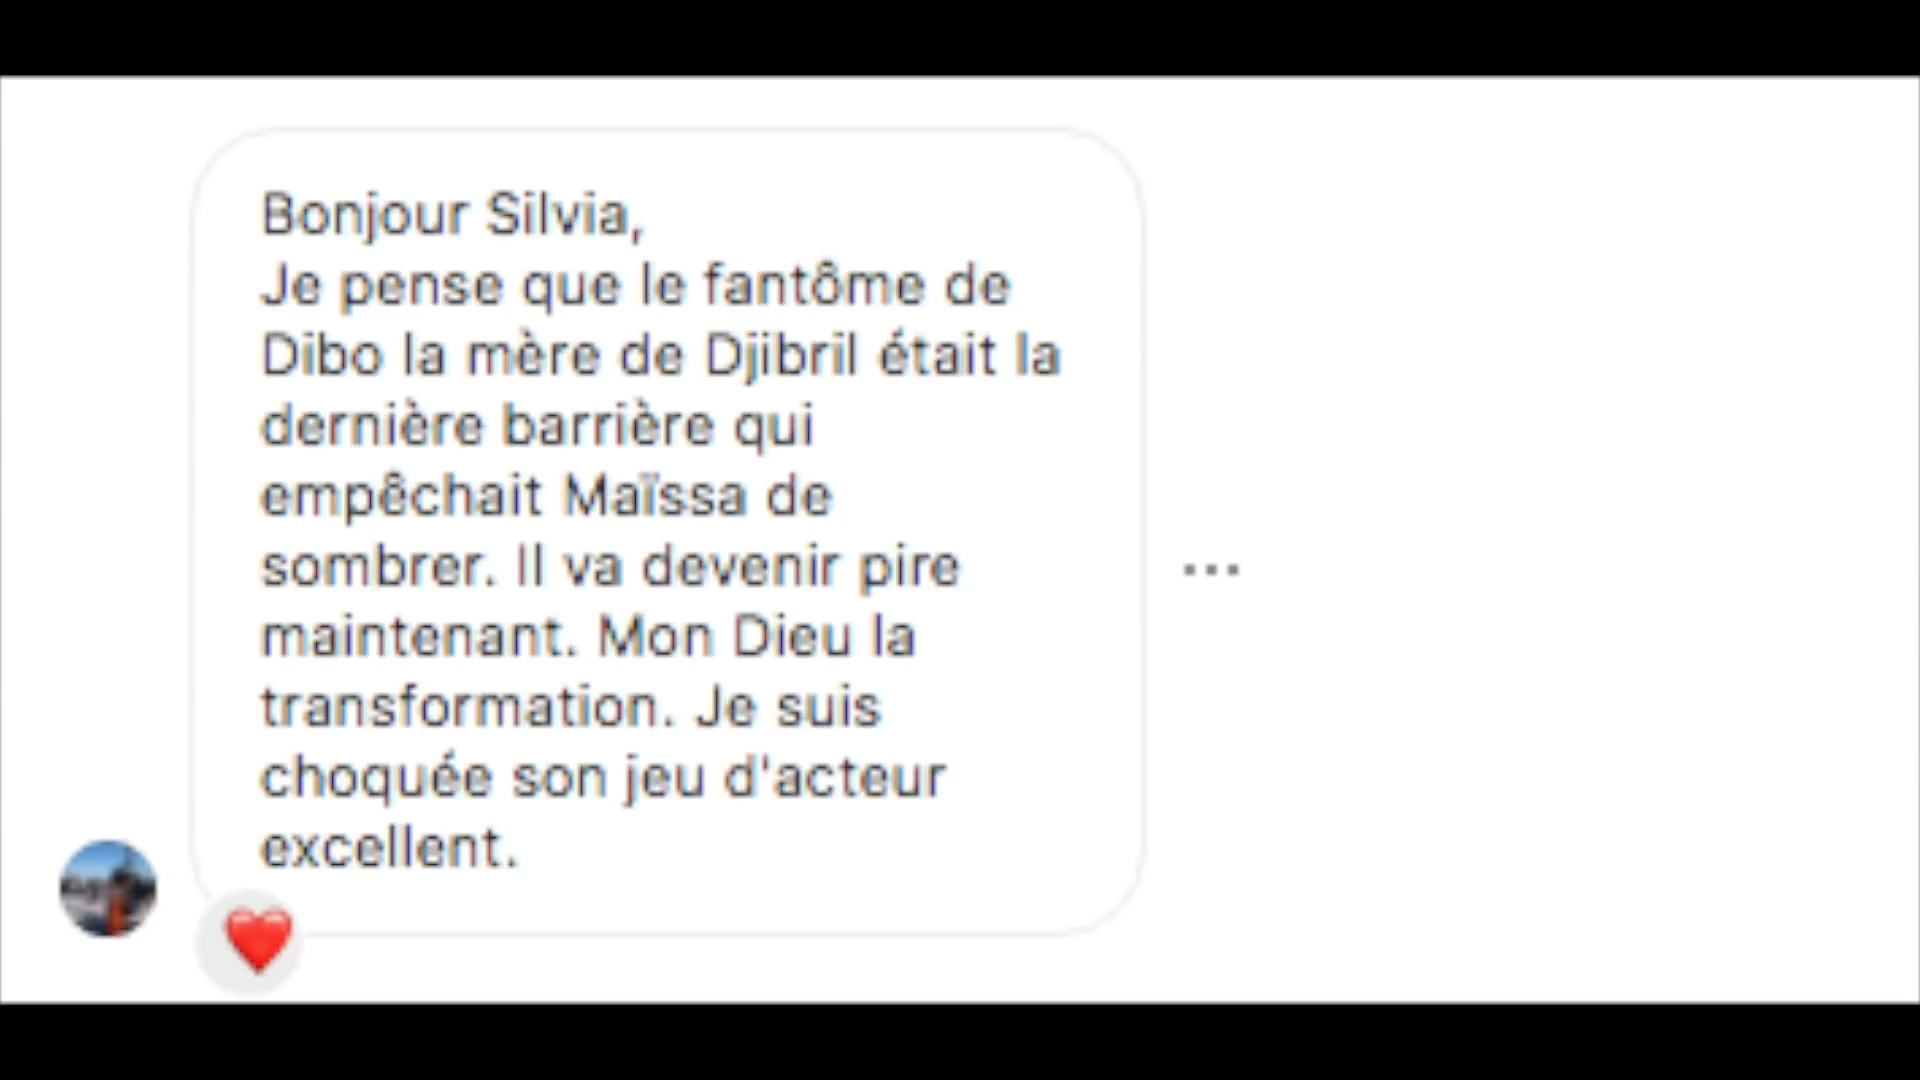 Bonjour Silvia,
Je pense que le fantôme de
Dibo la mère de Djibril était la
dernière barrière qui
empêchait Maïssa de
sombrer. Il va devenir pire
maintenant. Mon Dieu la
transformation. Je suis
choquée son jeu d'acteur
excellent.